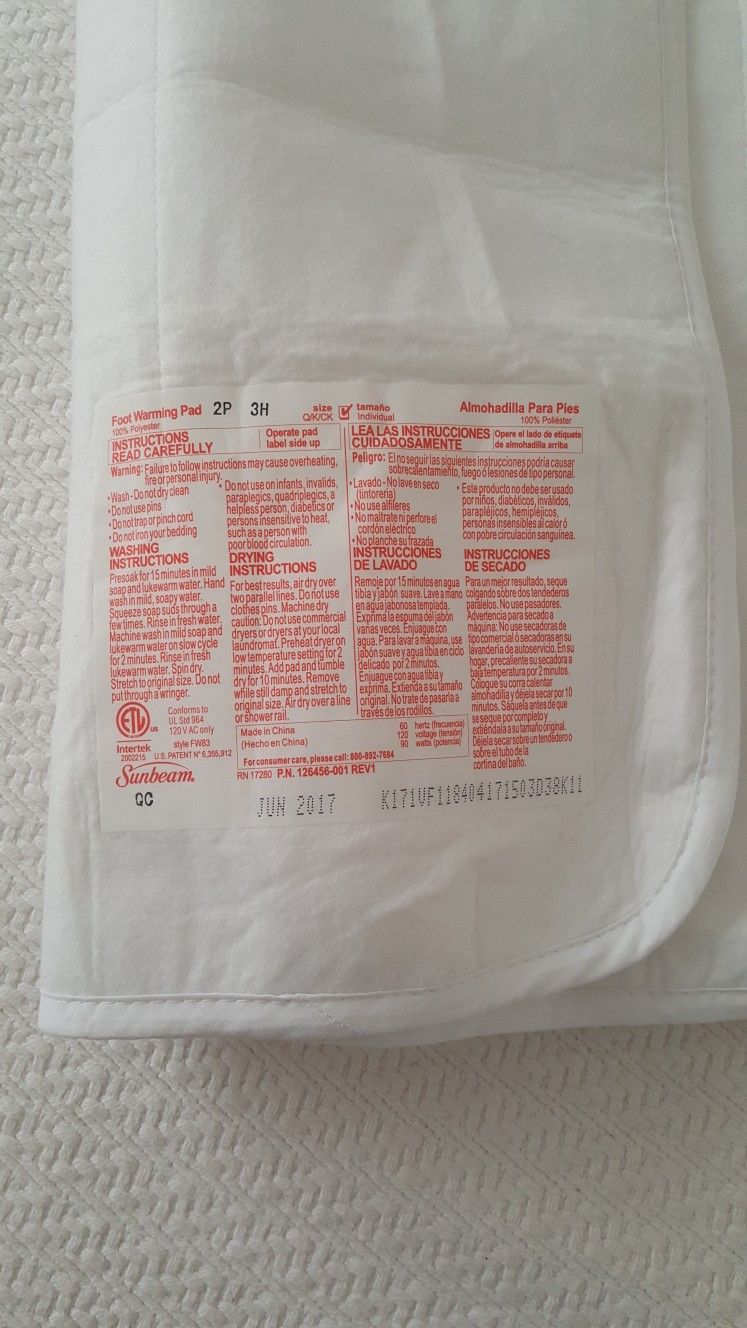 Foot Warming Pad 2P 3H
100% Polyester
size
Q/K/CK
tamaño
Individual
Almohadilla Para Pies
100% Poliéster
INSTRUCTIONS
READ CAREFULLY
Operate pad
label side up
Warning: Failure to follow instructions may cause overheating,
fire or personal injury.
• Wash - Do not dry clean
• Do not use pins
• Do not trap or pinch cord
• Do not iron your bedding
• Do not use on infants, invalids,
paraplegics, quadriplegics, a
helpless person, diabetics or
persons insensitive to heat,
such as a person with
poor blood circulation.
WASHING
INSTRUCTIONS
Presoak for 15 minutes in mild
soap and lukewarm water. Hand
wash in mild, soapy water.
Squeeze soap suds through a
few times. Rinse in fresh water.
Machine wash in mild soap and
lukewarm water on slow cycle
for 2 minutes. Rinse in fresh
lukewarm water. Spin dry.
Stretch to original size. Do not
put through a wringer.
DRYING
INSTRUCTIONS
For best results, air dry over
two parallel lines. Do not use
clothes pins. Machine dry
caution: Do not use commercial
dryers or dryers at your local
laundromat. Preheat dryer on
low temperature setting for 2
minutes. Add pad and tumble
dry for 10 minutes. Remove
while still damp and stretch to
original size. Air dry over a line
or shower rail.
LEA LAS INSTRUCCIONES
CUIDADOSAMENTE
Opere el lado de etiqueta
de almohadilla arriba
Peligro: El no seguir las siguientes instrucciones podría causar
sobrecalentamiento, fuego ó lesiones de tipo personal.
• Lavado - No lave en seco
(tintorería)
• No use alfileres
• No maltrate ni perfore el
cordón eléctrico
• No planche su frazada
• Este producto no debe ser usado
por niños, diabéticos, inválidos,
parapléjicos, hemipléjicos,
personas insensibles al calor ó
con pobre circulación sanguínea.
INSTRUCCIONES
DE LAVADO
Remoje por 15 minutos en agua
tibia y jabón suave. Lave a mano
en agua jabonosa templada.
Exprima la espuma del jabón
varias veces. Enjuague con
agua. Para lavar a máquina, use
jabón suave y agua tibia en ciclo
delicado por 2 minutos.
Enjuague con agua tibia y
exprima. Extienda a su tamaño
original. No trate de pasarla a
través de los rodillos.
INSTRUCCIONES
DE SECADO
Para un mejor resultado, seque
colgando sobre dos tendederos
paralelos. No use pasadores.
Advertencia para secado a
máquina: No use secadoras de
tipo comercial ó secadoras en su
lavandería de autoservicio. En su
hogar, precaliente su secadora a
baja temperatura por 2 minutos.
Coloque su corra calentar
almohadilla y déjela secar por 10
minutos. Sáquela antes de que
se seque por completo y
extiéndala a su tamaño original.
Déjela secar sobre un tendedero o
sobre el tubo de la
cortina del baño.
ETL
us
Intertek
2002215
Conforms to
UL Std 964
120 V AC only
style FW83
U.S. PATENT Nº 6,355,912
Made in China
(Hecho en China)
60 hertz (frecuencia)
120 voltage (tensión)
90 watts (potencia)
For consumer care, please call: 800-892-7684
RN 17280 P.N. 126456-001 REV1
Sunbeam.
QC
JUN 2017
K171VF118404171503D38K11